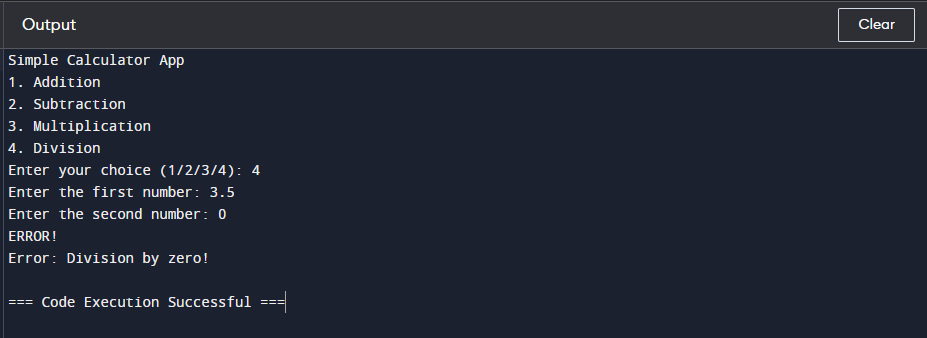 Output
Clear
Simple Calculator App
1. Addition
2. Subtraction
3. Multiplication
4. Division
Enter your choice (1/2/3/4): 4
Enter the first number: 3.5
Enter the second number: 0
ERROR!
Error: Division by zero!
=== Code Execution Successful ===